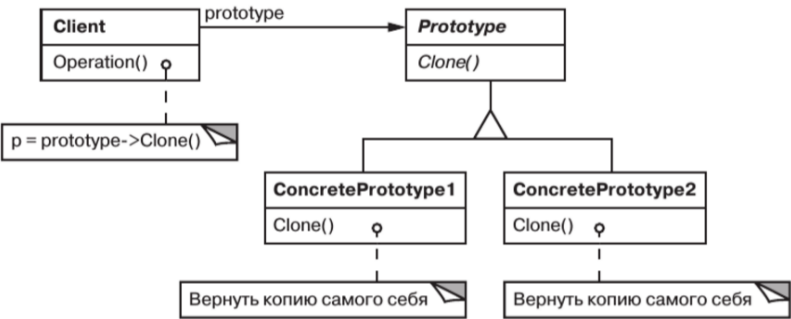 prototype
Client
Prototype
Operation()
Clone()
p = prototype->Clone()
ConcretePrototype1
ConcretePrototype2
Clone()
Clone()
Вернуть копию самого себя
Вернуть копию самого себя